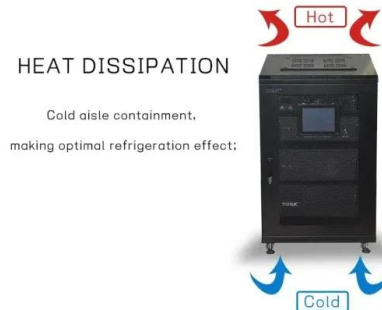 Hot
HEAT DISSIPATION
Cold aisle containment,
making optimal refrigeration effect;
Cold